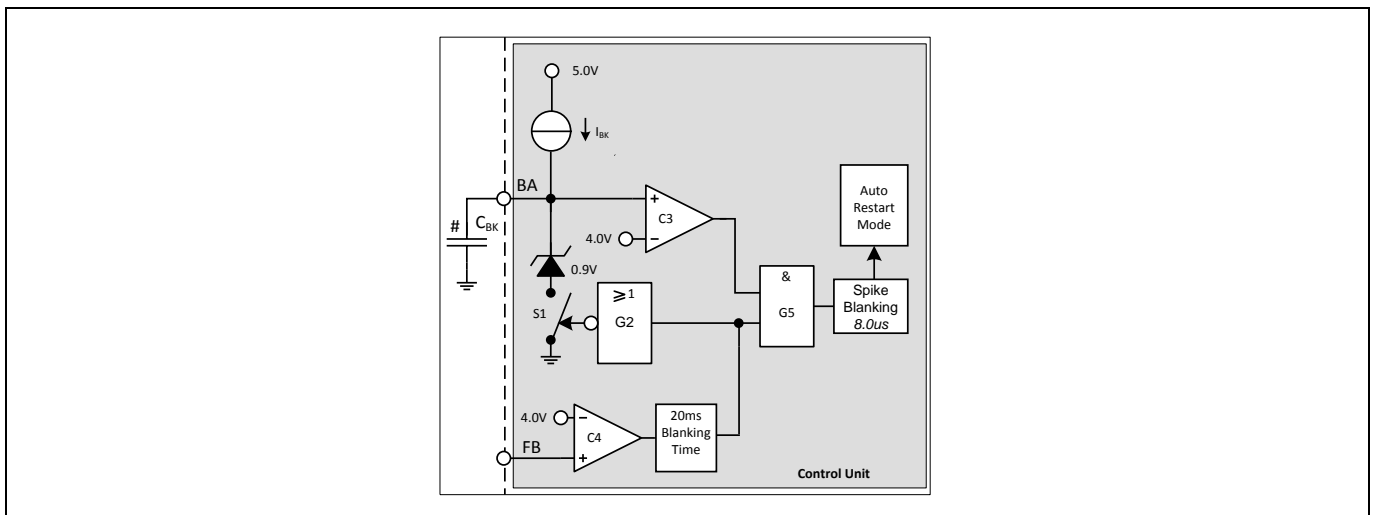 5.0V
I_BK
BA
# C_BK
C3
4.0V
0.9V
S1
⩾1
G2
&
G5
Auto
Restart
Mode
Spike
Blanking
8.0us
4.0V
C4
FB
20ms
Blanking
Time
Control Unit
+
−
−
+